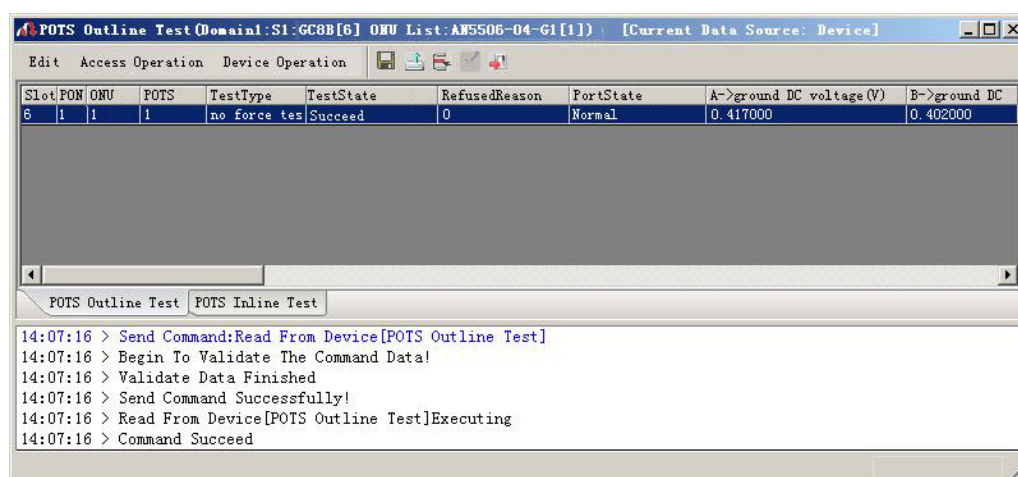 POTS Outline Test(Domain1:S1:GC8B[6] ONU List:AN5506-04-G1[1]) [Current Data Source: Device]
Edit Access Operation Device Operation
Slot PON ONU POTS TestType TestState RefusedReason PortState A->ground DC voltage(V) B->ground DC
6 1 1 1 no force tes Succeed 0 Normal 0.417000 0.402000
POTS Outline Test POTS Inline Test
14:07:16 > Send Command:Read From Device[POTS Outline Test]
14:07:16 > Begin To Validate The Command Data!
14:07:16 > Validate Data Finished
14:07:16 > Send Command Successfully!
14:07:16 > Read From Device[POTS Outline Test]Executing
14:07:16 > Command Succeed